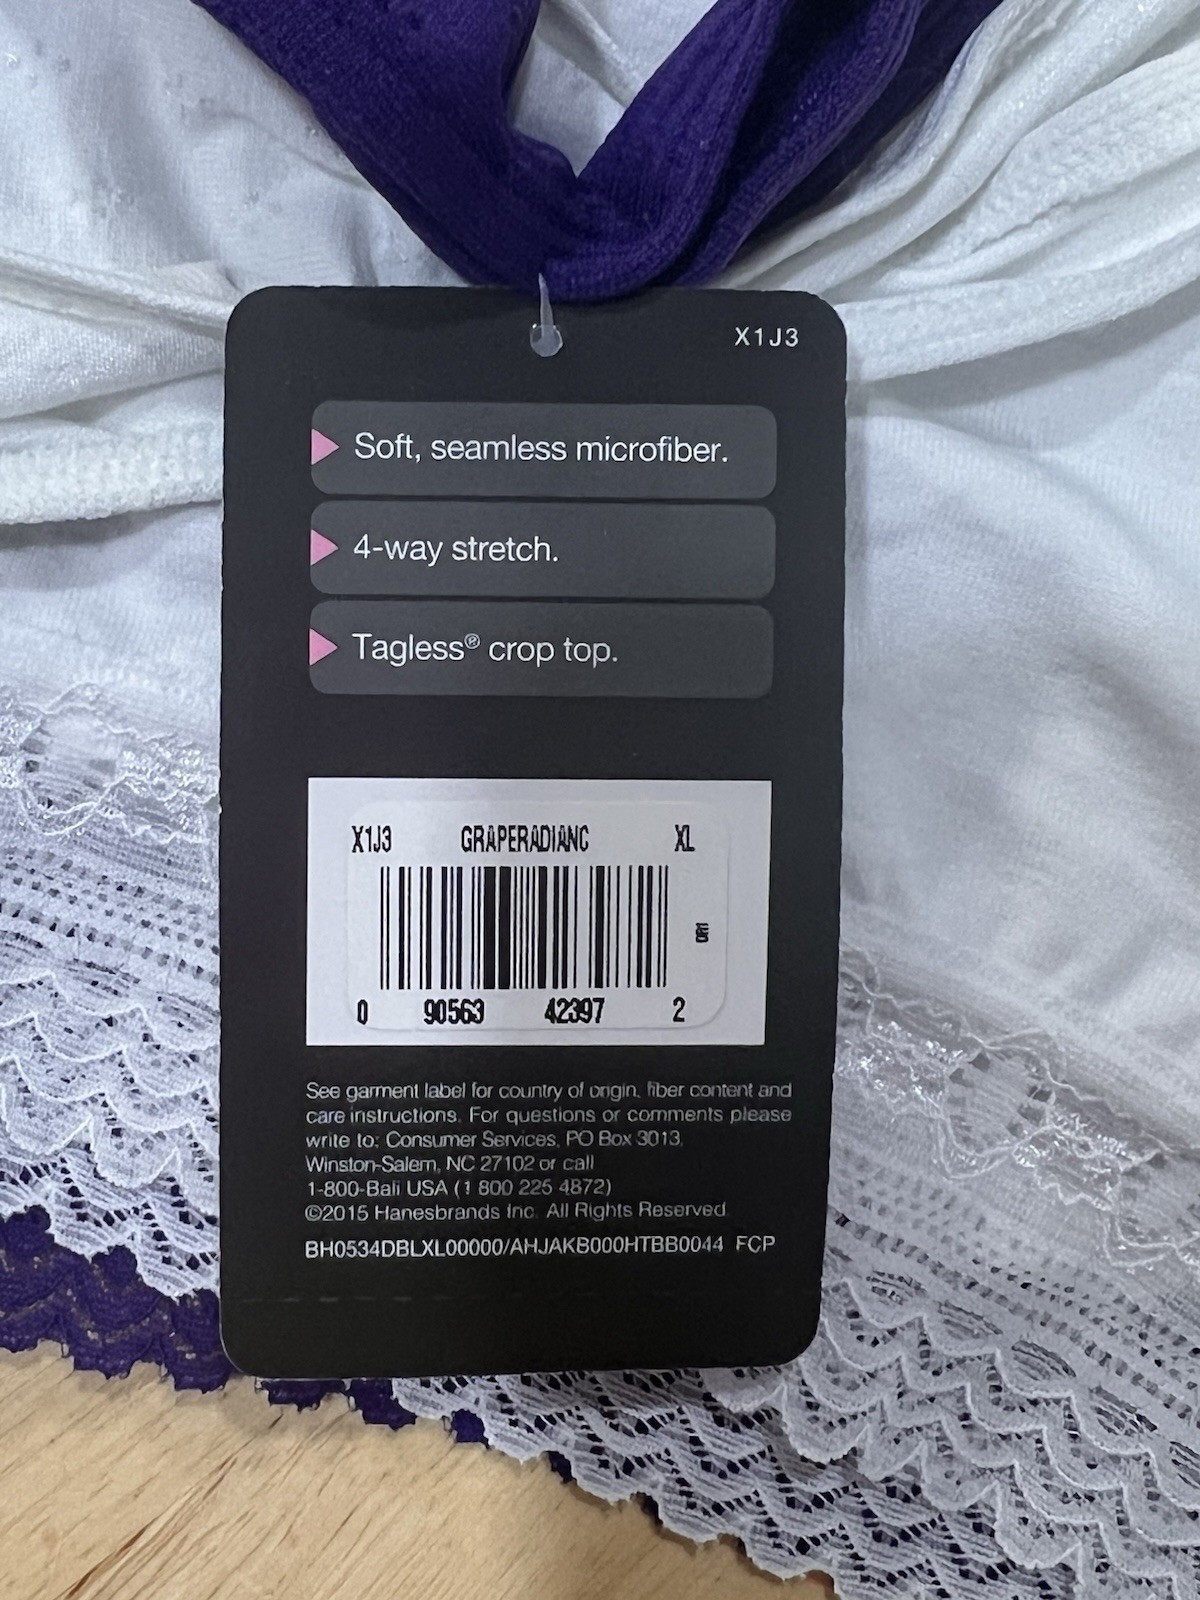 X1J3
Soft, seamless microfiber.
4-way stretch.
Tagless® crop top.
X1J3 GRAPERADIANC XL
0 90563 42397 2
See garment label for country of origin, fiber content and
care instructions. For questions or comments please
write to: Consumer Services, PO Box 3013,
Winston-Salem, NC 27102 or call
1-800-Bali USA (1 800 225 4872)
©2015 Hanesbrands Inc. All Rights Reserved.
BH0534DBLXL00000/AHJAKB000HTBB0044 FCP